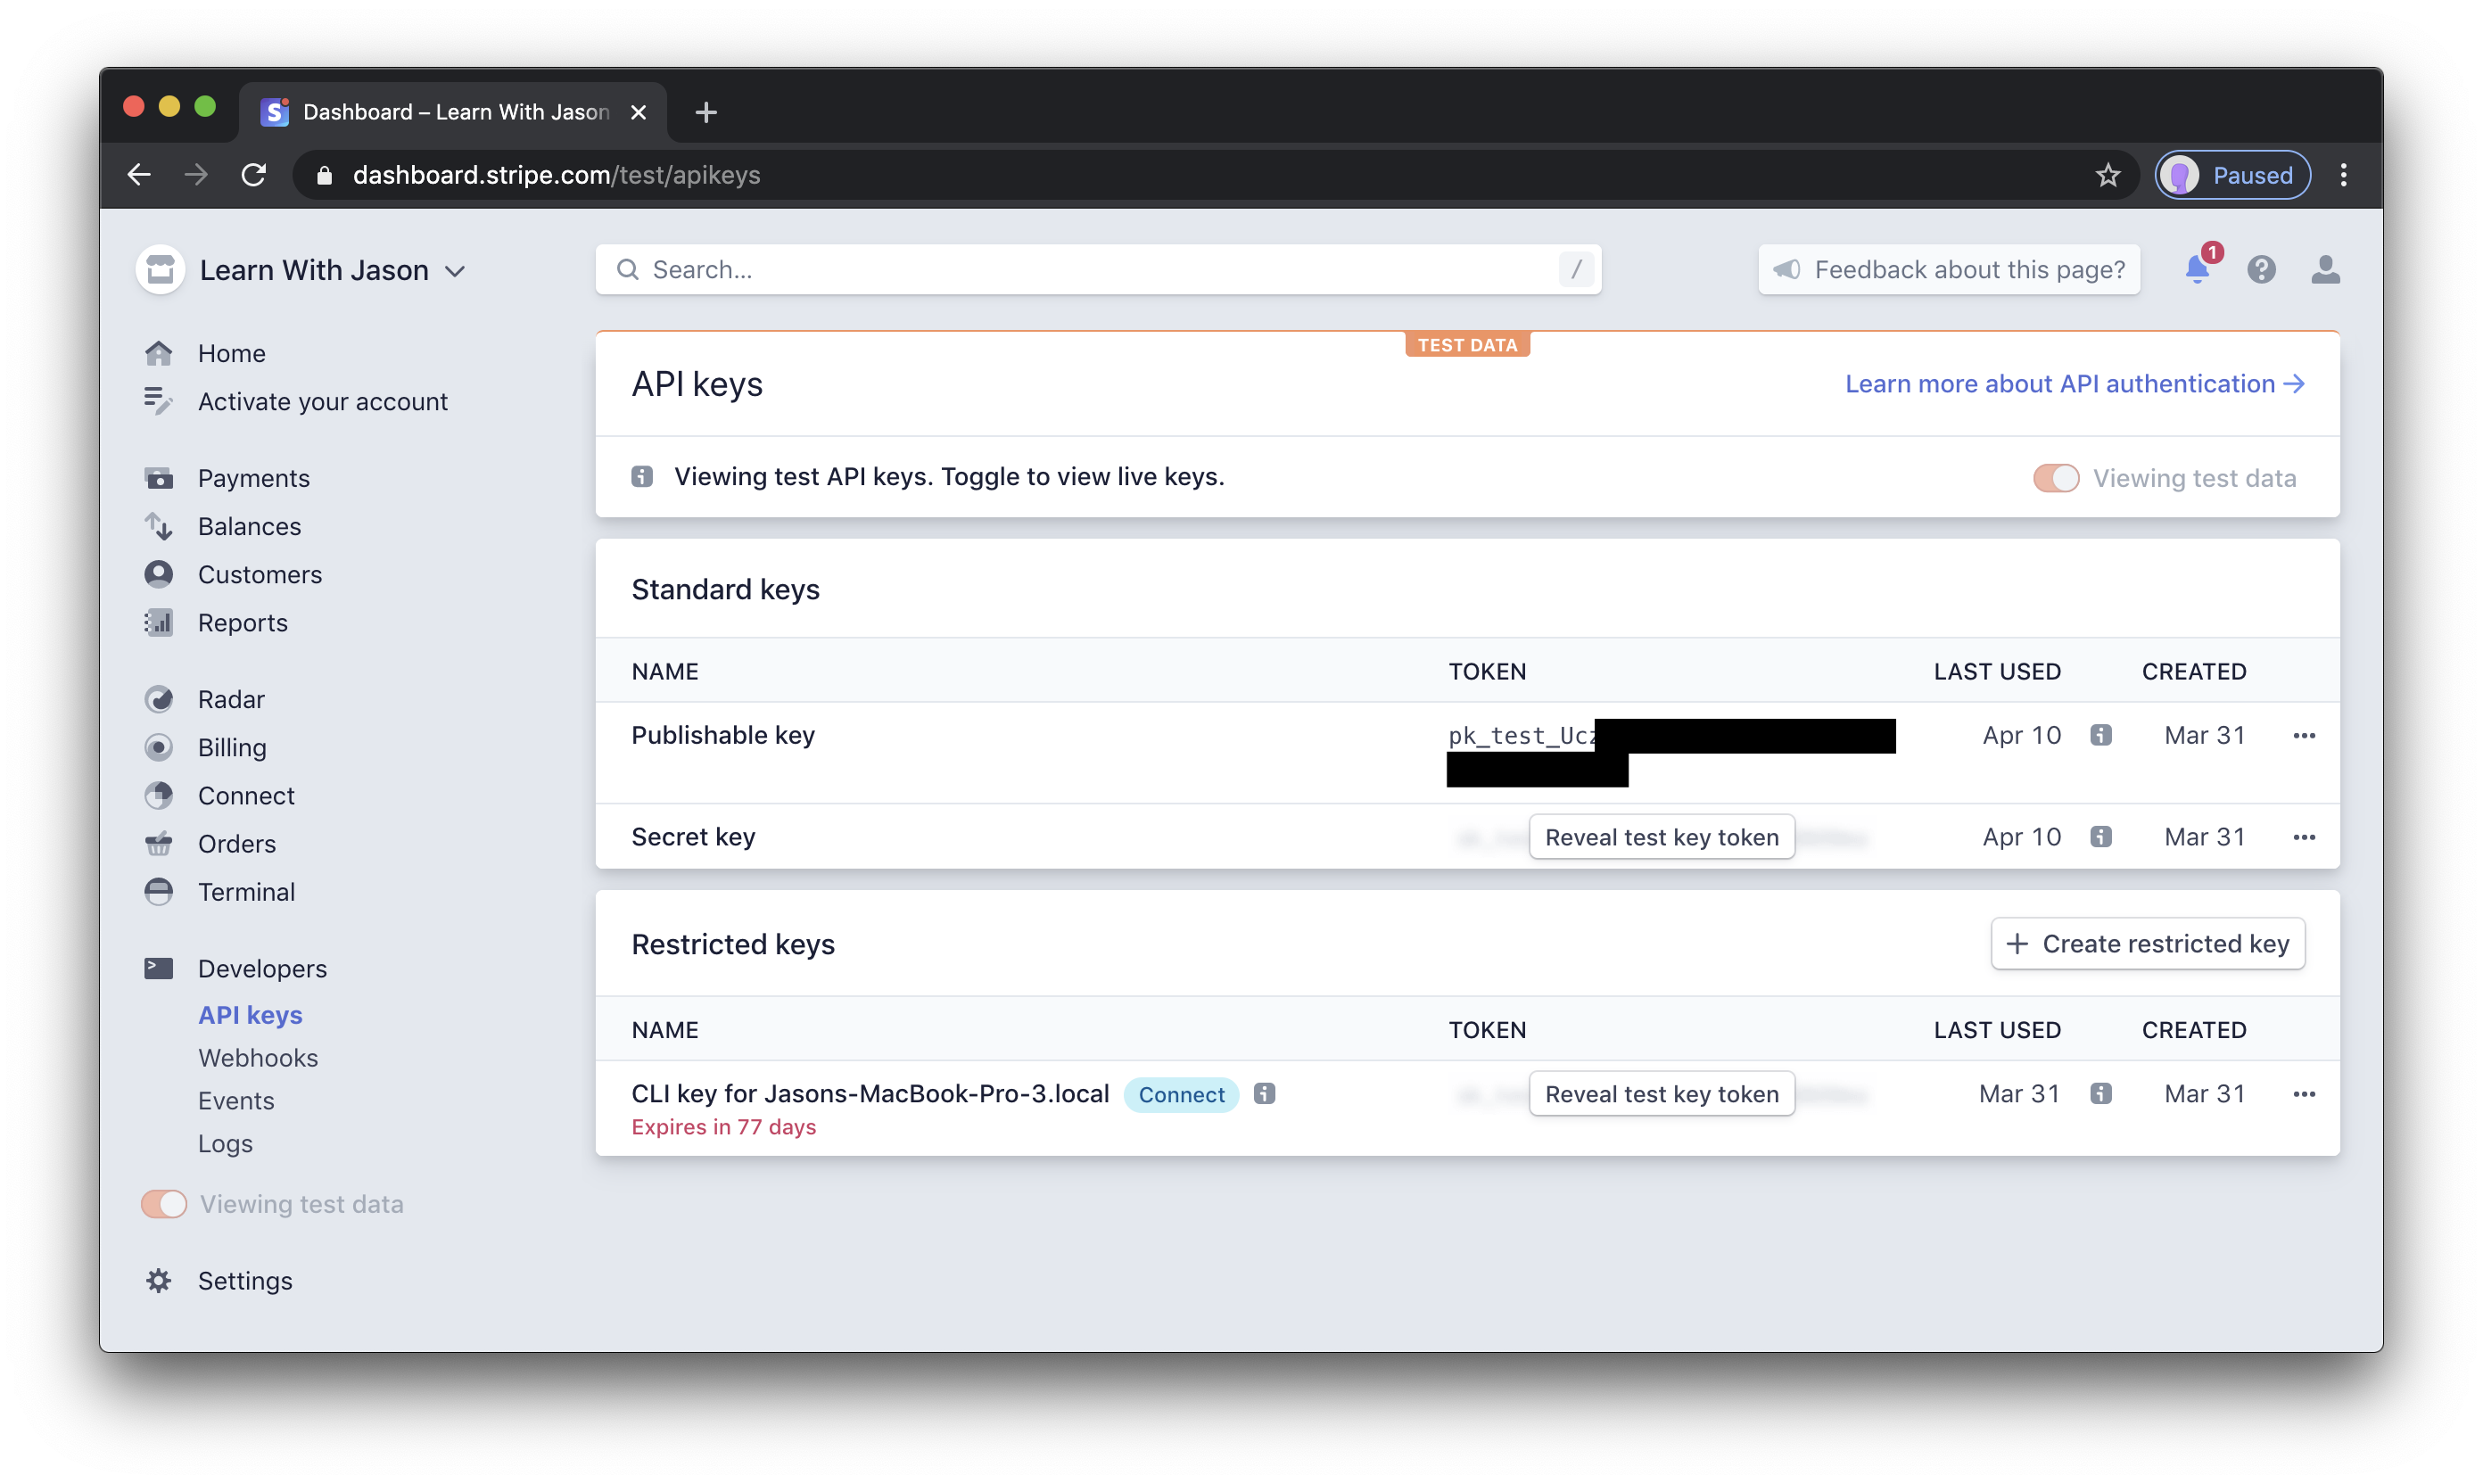 Dashboard – Learn With Jason
dashboard.stripe.com/test/apikeys
Paused
Learn With Jason
Search...
/
Feedback about this page?
1
Home
Activate your account
Payments
Balances
Customers
Reports
Radar
Billing
Connect
Orders
Terminal
Developers
API keys
Webhooks
Events
Logs
Viewing test data
Settings
TEST DATA
API keys
Learn more about API authentication
Viewing test API keys. Toggle to view live keys.
Viewing test data
Standard keys
NAME TOKEN LAST USED CREATED
Publishable key pk_test_Ucz Apr 10 Mar 31
Secret key Reveal test key token Apr 10 Mar 31
Restricted keys
Create restricted key
NAME TOKEN LAST USED CREATED
CLI key for Jasons-MacBook-Pro-3.local Connect Reveal test key token Mar 31 Mar 31
Expires in 77 days